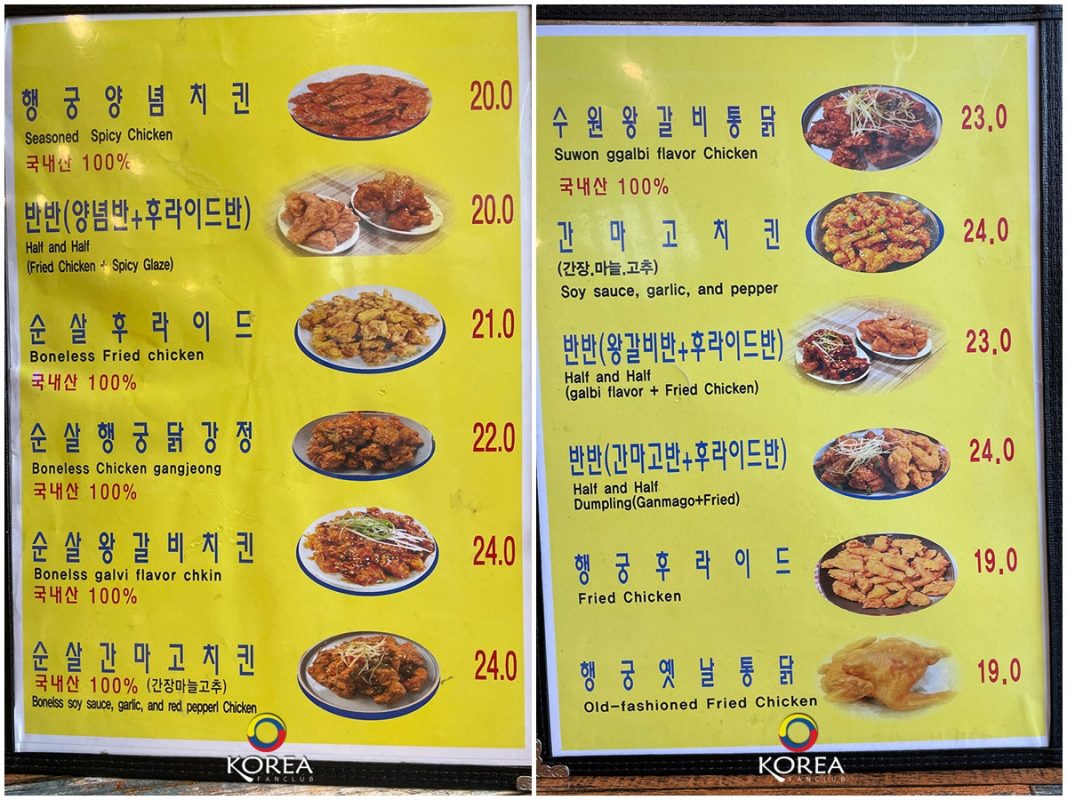 행궁양념치킨
20.0
Seasoned Spicy Chicken
국내산 100%
반반(양념반+후라이드반)
20.0
Half and Half
(Fried Chicken + Spicy Glaze)
순살후라이드
21.0
Boneless Fried chicken
국내산 100%
순살행궁닭강정
22.0
Boneless Chicken gangjeong
국내산 100%
순살왕갈비치킨
24.0
Bonelss galvi flavor chkin
국내산 100%
순살간마고치킨
24.0
국내산 100% (간장마늘고추)
Bonelss soy sauce, garlic, and red pepperl Chicken
KOREA
FANCLUB
수원왕갈비통닭
23.0
Suwon ggalbi flavor Chicken
국내산 100%
간마고치킨
24.0
(간장.마늘.고추)
Soy sauce, garlic, and pepper
반반(왕갈비반+후라이드반)
23.0
Half and Half
(galbi flavor + Fried Chicken)
반반(간마고반+후라이드반)
24.0
Half and Half
Dumpling(Ganmago+Fried)
행궁후라이드
19.0
Fried Chicken
행궁옛날통닭
19.0
Old-fashioned Fried Chicken
KOREA
FANCLUB